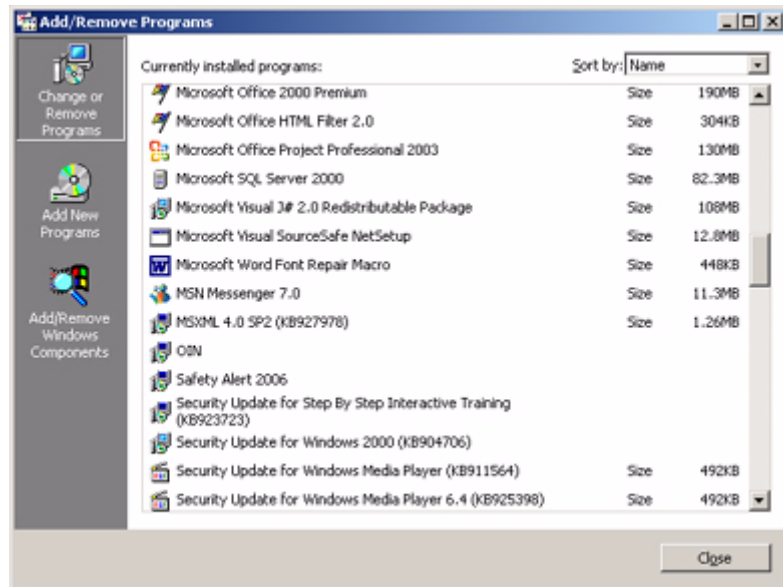 Add/Remove Programs
Change or
Remove
Programs
Add New
Programs
Add/Remove
Windows
Components
Currently installed programs:
Sort by: Name
Microsoft Office 2000 Premium Size 190MB
Microsoft Office HTML Filter 2.0 Size 304KB
Microsoft Office Project Professional 2003 Size 130MB
Microsoft SQL Server 2000 Size 82.3MB
Microsoft Visual J# 2.0 Redistributable Package Size 108MB
Microsoft Visual SourceSafe NetSetup Size 12.8MB
Microsoft Word Font Repair Macro Size 448KB
MSN Messenger 7.0 Size 11.3MB
MSXML 4.0 SP2 (KB927978) Size 1.26MB
OIN
Safety Alert 2006
Security Update for Step By Step Interactive Training
(KB923723)
Security Update for Windows 2000 (KB904706)
Security Update for Windows Media Player (KB911564) Size 492KB
Security Update for Windows Media Player 6.4 (KB925398) Size 492KB
Close